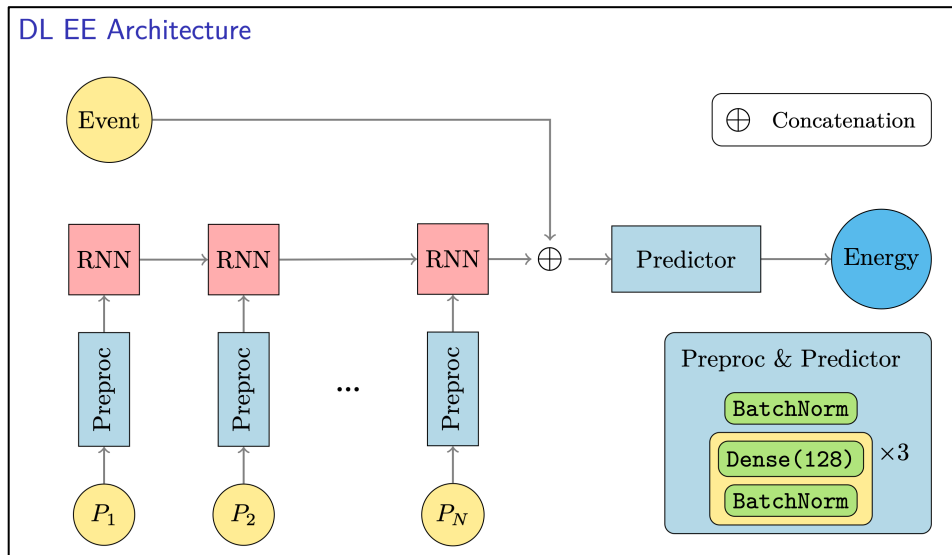 DL EE Architecture
Event
⊕ Concatenation
RNN RNN RNN ⊕ Predictor Energy
Preproc Preproc ... Preproc
P1 P2 PN
Preproc & Predictor
BatchNorm
Dense(128) ×3
BatchNorm